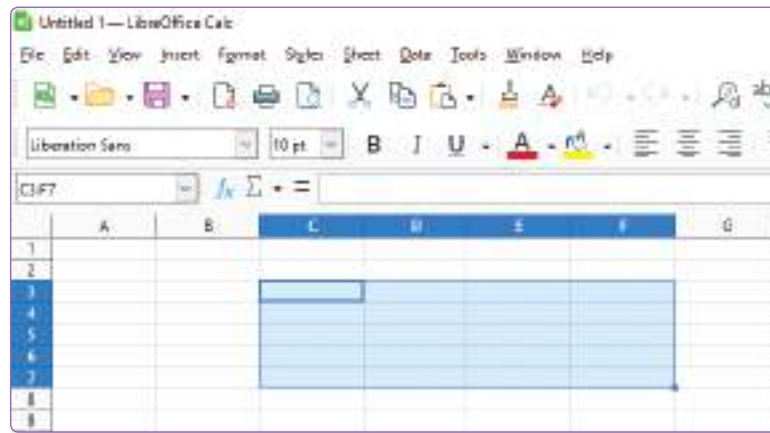 Untitled 1 — LibreOffice Calc
File Edit View Insert Format Styles Sheet Data Tools Window Help
Liberation Sans 10 pt B I U A
C3:F7 fx Σ =
A B C D E F G
1
2
3
4
5
6
7
8
9